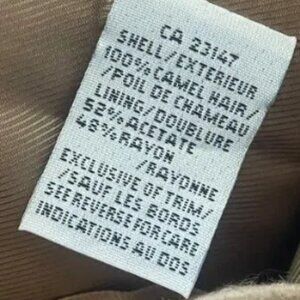 CA 23147
SHELL/EXTERIEUR
100% CAMEL HAIR/
/POIL DE CHAMEAU
LINING/DOUBLURE
52% ACETATE
48% RAYON
/RAYONNE
EXCLUSIVE OF TRIM/
/SAUF LES BORDS
SEE REVERSE FOR CARE
INDICATIONS AU DOS